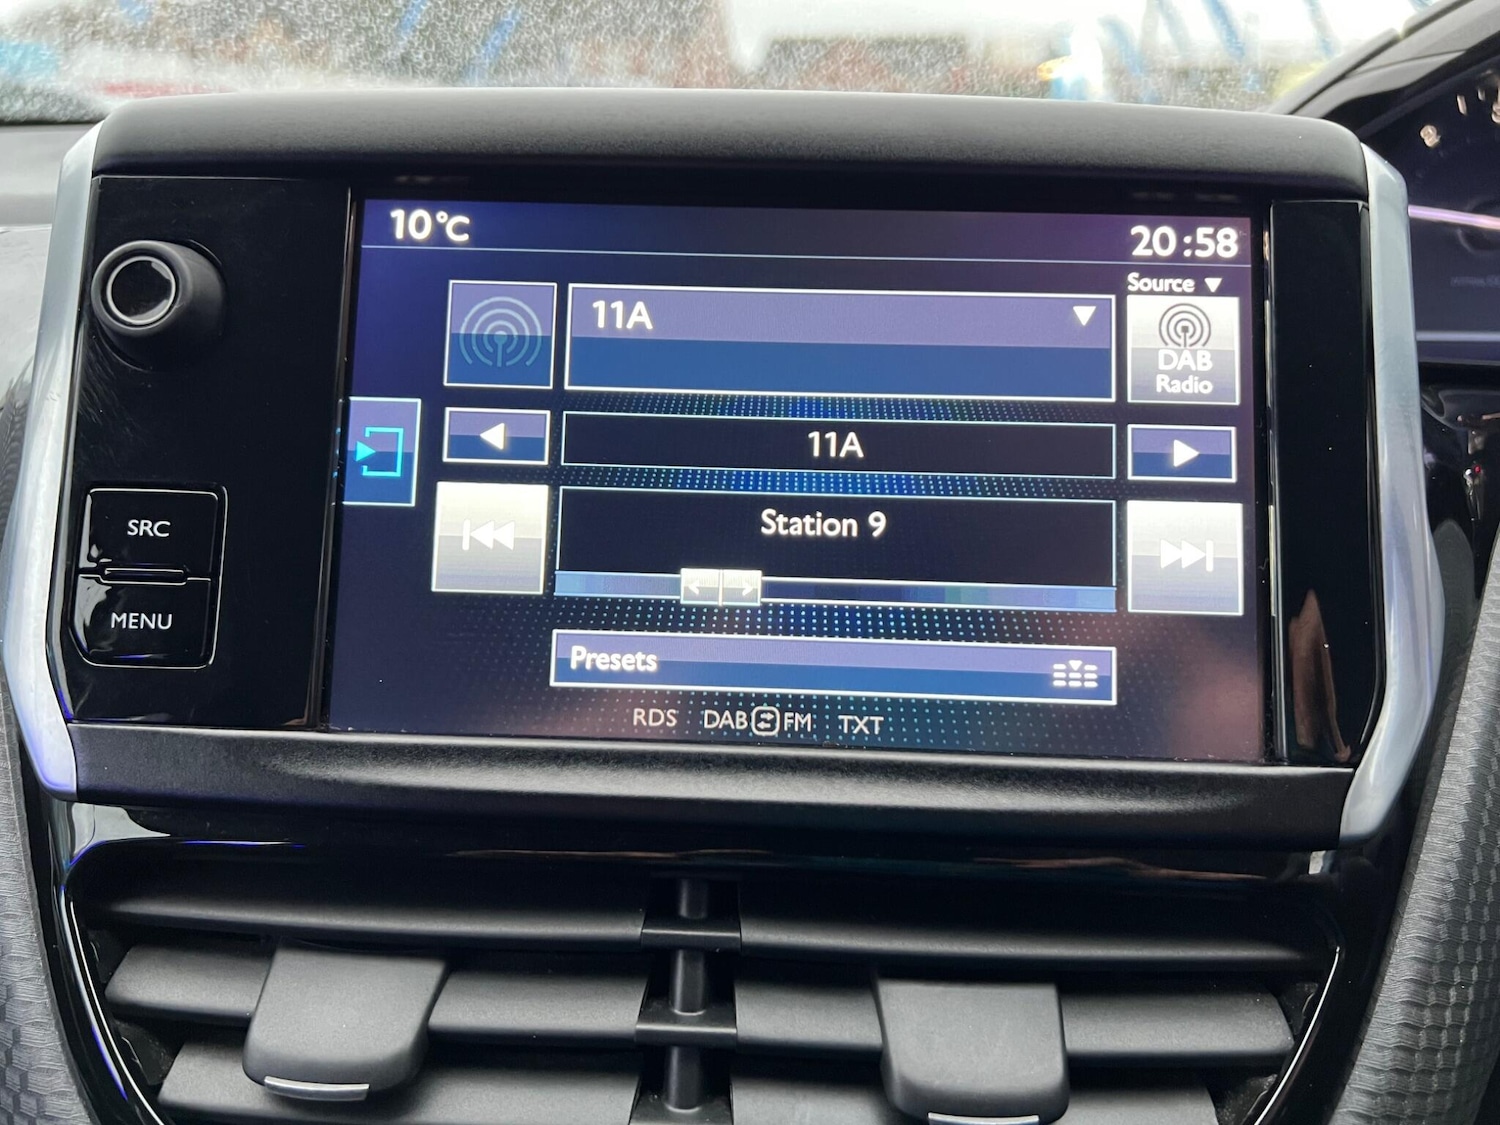 10°C
20:58
Source
11A
DAB
Radio
11A
SRC
Station 9
MENU
Presets
RDS DAB FM TXT